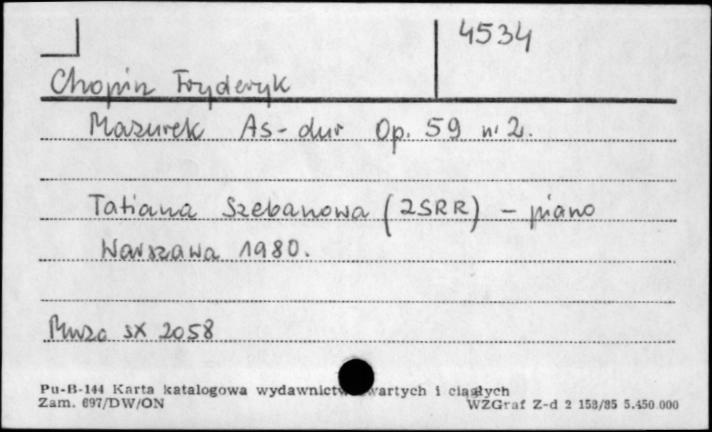 4534
Chopin Fryderyk
Mazurek As-dur Op. 59 nr 2.
Tatiana Szebanowa (ZSRR) - piano
Warszawa 1980.
Muza SX 2058
Pu-B-144 Karta katalogowa wydawnictw wartych i ciągłych
Zam. 697/DW/ON
WZGraf Z-d 2 158/85 5.450.000